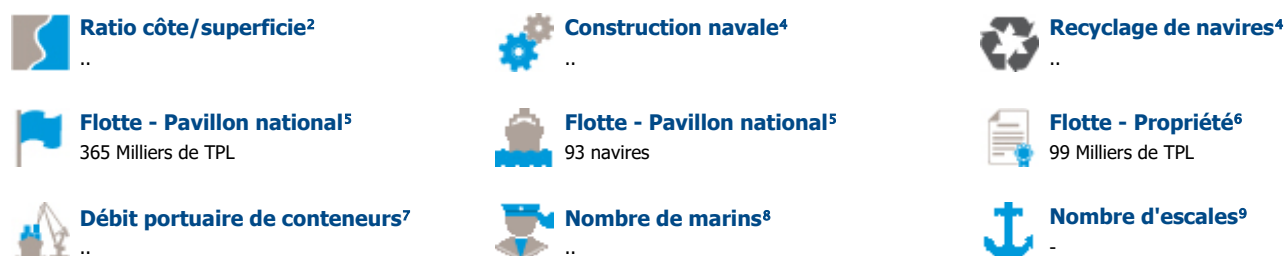 Ratio côte/superficie²
..
Construction navale⁴
..
Recyclage de navires⁴
..
Flotte - Pavillon national⁵
365 Milliers de TPL
Flotte - Pavillon national⁵
93 navires
Flotte - Propriété⁶
99 Milliers de TPL
Débit portuaire de conteneurs⁷
..
Nombre de marins⁸
..
Nombre d'escales⁹
-